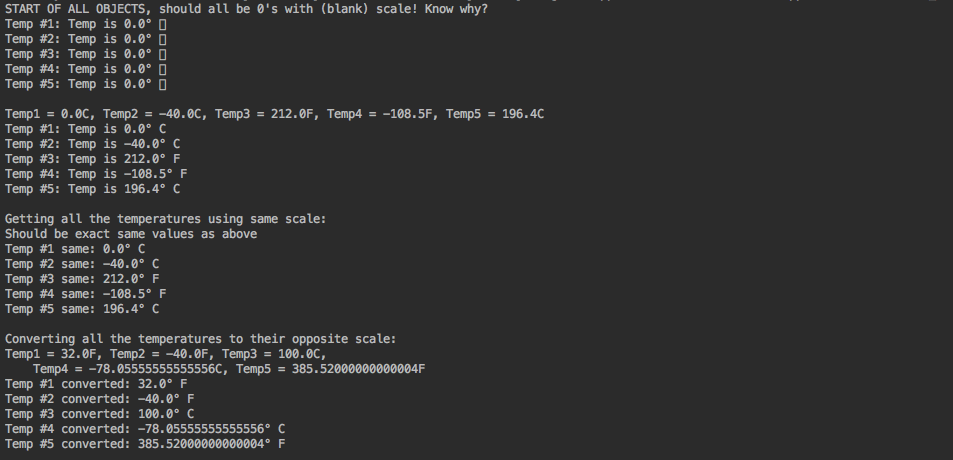 START OF ALL OBJECTS, should all be 0's with (blank) scale! Know why?
Temp #1: Temp is 0.0° 
Temp #2: Temp is 0.0° 
Temp #3: Temp is 0.0° 
Temp #4: Temp is 0.0° 
Temp #5: Temp is 0.0° 
Temp1 = 0.0C, Temp2 = -40.0C, Temp3 = 212.0F, Temp4 = -108.5F, Temp5 = 196.4C
Temp #1: Temp is 0.0° C
Temp #2: Temp is -40.0° C
Temp #3: Temp is 212.0° F
Temp #4: Temp is -108.5° F
Temp #5: Temp is 196.4° C
Getting all the temperatures using same scale:
Should be exact same values as above
Temp #1 same: 0.0° C
Temp #2 same: -40.0° C
Temp #3 same: 212.0° F
Temp #4 same: -108.5° F
Temp #5 same: 196.4° C
Converting all the temperatures to their opposite scale:
Temp1 = 32.0F, Temp2 = -40.0F, Temp3 = 100.0C,
Temp4 = -78.05555555555556C, Temp5 = 385.52000000000004F
Temp #1 converted: 32.0° F
Temp #2 converted: -40.0° F
Temp #3 converted: 100.0° C
Temp #4 converted: -78.05555555555556° C
Temp #5 converted: 385.52000000000004° F